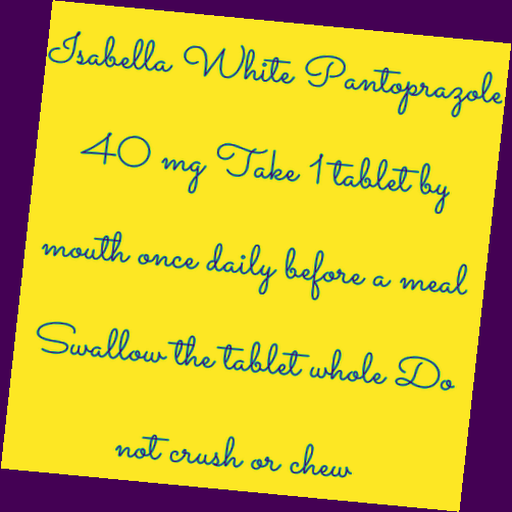 Isabella White Pantoprazole
40 mg Take 1 tablet by
mouth once daily before a meal
Swallow the tablet whole Do
not crush or chew